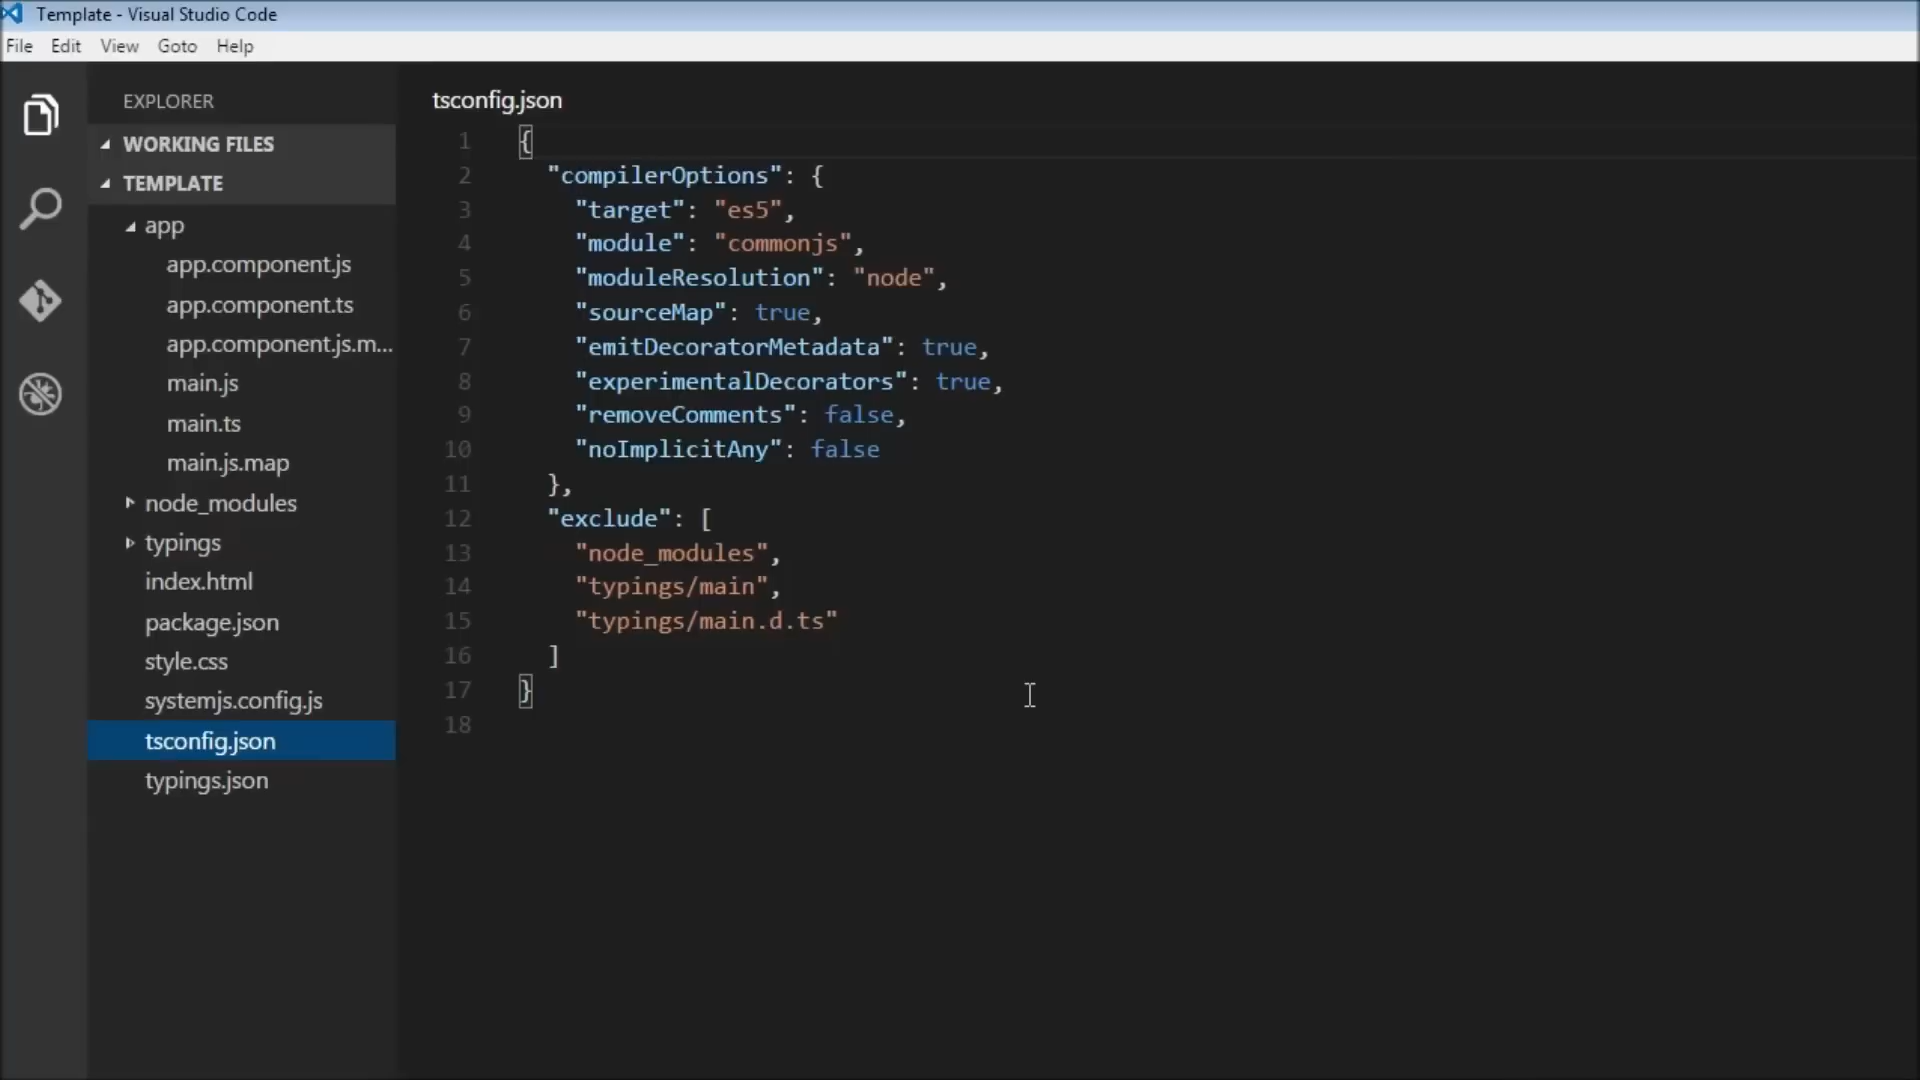 Template - Visual Studio Code
File Edit View Goto Help
EXPLORER
WORKING FILES
TEMPLATE
app
app.component.js
app.component.ts
app.component.js.m...
main.js
main.ts
main.js.map
node_modules
typings
index.html
package.json
style.css
systemjs.config.js
tsconfig.json
typings.json
tsconfig.json
1 {
2 "compilerOptions": {
3 "target": "es5",
4 "module": "commonjs",
5 "moduleResolution": "node",
6 "sourceMap": true,
7 "emitDecoratorMetadata": true,
8 "experimentalDecorators": true,
9 "removeComments": false,
10 "noImplicitAny": false
11 },
12 "exclude": [
13 "node_modules",
14 "typings/main",
15 "typings/main.d.ts"
16 ]
17 }
18